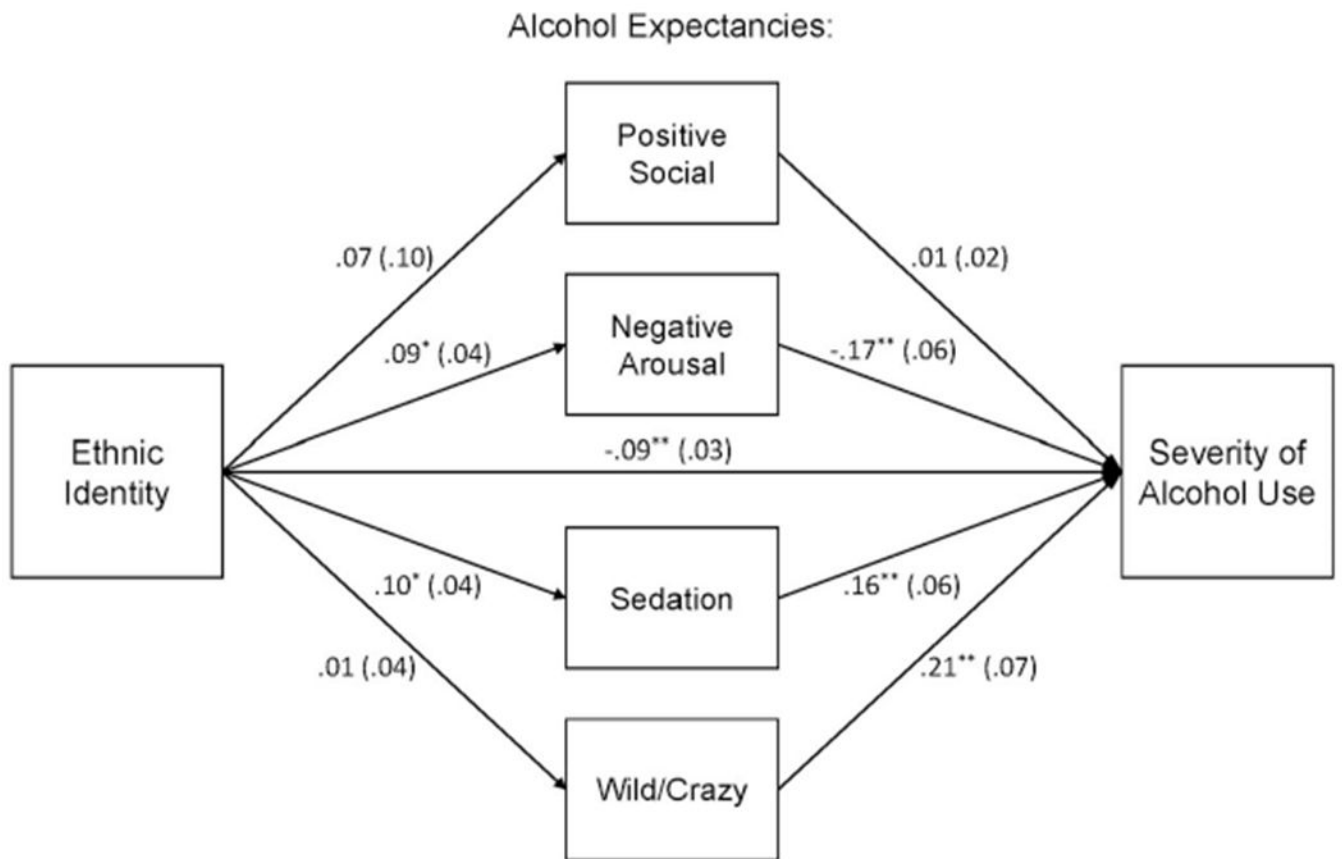 Alcohol Expectancies:
Positive
Social
.07 (.10)
.01 (.02)
Negative
Arousal
.09* (.04)
-.17** (.06)
Ethnic
Identity
-.09** (.03)
Severity of
Alcohol Use
.10* (.04)
Sedation
.16** (.06)
.01 (.04)
.21** (.07)
Wild/Crazy